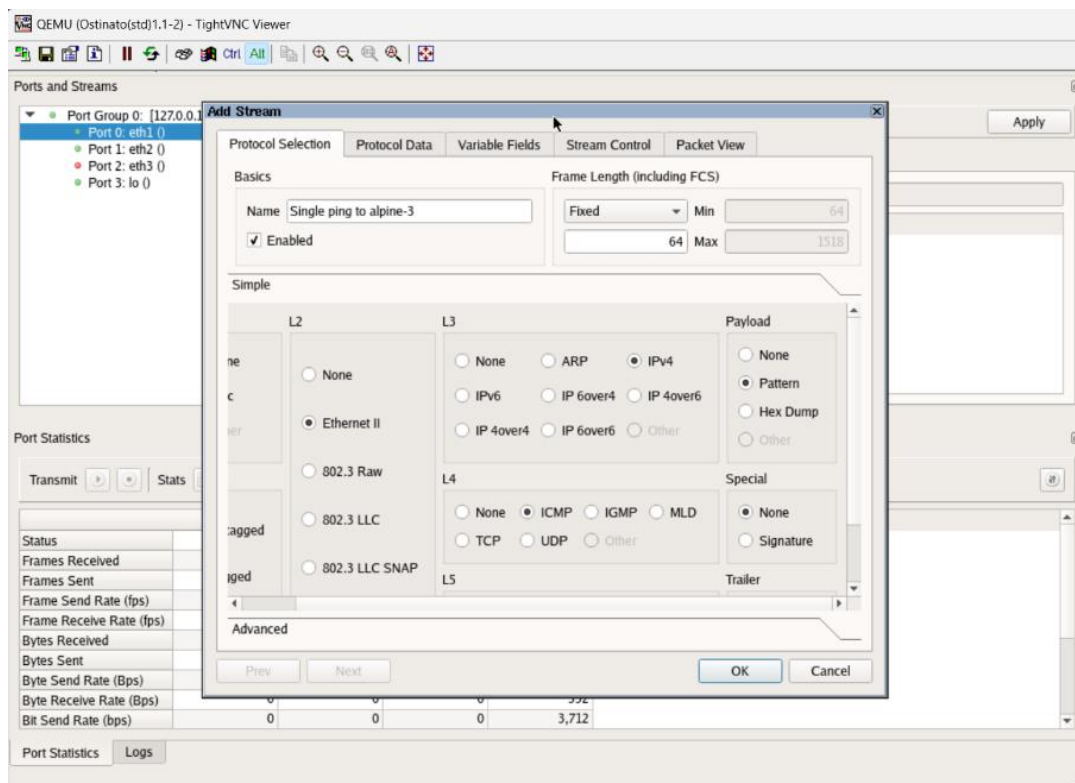 QEMU (Ostinato(std)1.1-2) - TightVNC Viewer
Ctrl Alt
Ports and Streams
Port Group 0: [127.0.0.1
Port 0: eth1 ()
Port 1: eth2 ()
Port 2: eth3 ()
Port 3: lo ()
Apply
Add Stream
Protocol Selection Protocol Data Variable Fields Stream Control Packet View
Basics
Name Single ping to alpine-3
Enabled
Frame Length (including FCS)
Fixed Min 64
64 Max 1518
Simple
L2
None
Ethernet II
802.3 Raw
802.3 LLC
802.3 LLC SNAP
L3
None ARP IPv4
IPv6 IP 6over4 IP 4over6
IP 4over4 IP 6over6 Other
L4
None ICMP IGMP MLD
TCP UDP Other
L5
Payload
None
Pattern
Hex Dump
Other
Special
None
Signature
Trailer
Advanced
Prev Next OK Cancel
Port Statistics
Transmit Stats
Status
Frames Received
Frames Sent
Frame Send Rate (fps)
Frame Receive Rate (fps)
Bytes Received
Bytes Sent
Byte Send Rate (Bps)
Byte Receive Rate (Bps) 0 0 0
Bit Send Rate (bps) 0 0 0 3,712
Port Statistics Logs